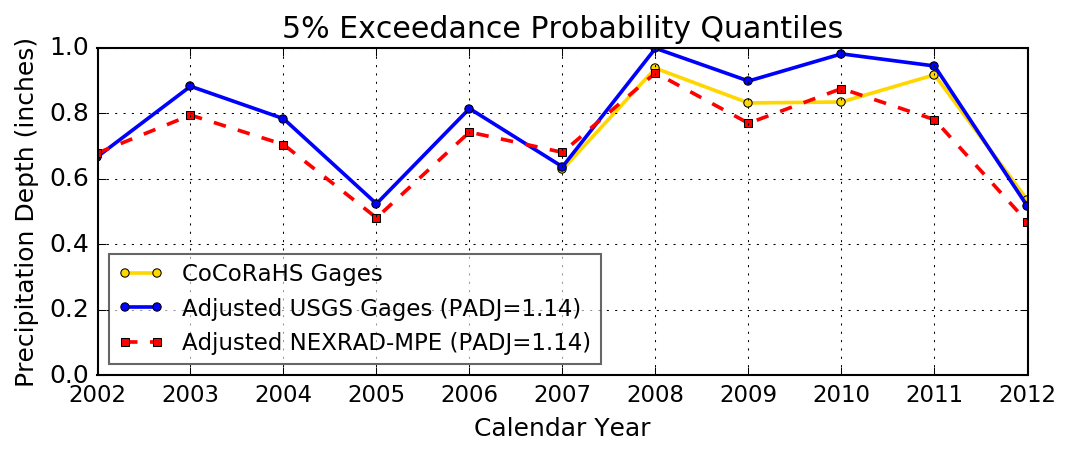 5% Exceedance Probability Quantiles
Precipitation Depth (inches)
1.0
0.8
0.6
0.4
0.2
0.0
CoCoRaHS Gages
Adjusted USGS Gages (PADJ=1.14)
Adjusted NEXRAD-MPE (PADJ=1.14)
2002 2003 2004 2005 2006 2007 2008 2009 2010 2011 2012
Calendar Year